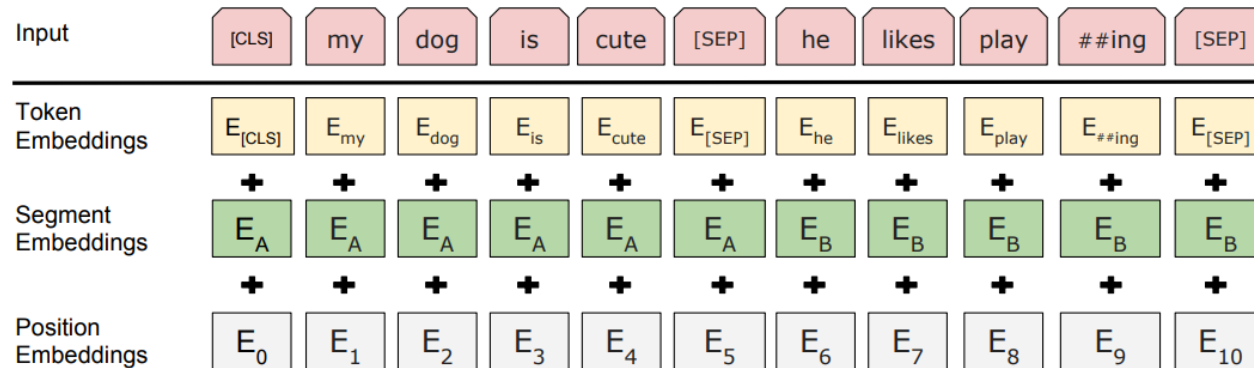 Input [CLS] my dog is cute [SEP] he likes play ##ing [SEP]
Token Embeddings E[CLS] Emy Edog Eis Ecute E[SEP] Ehe Elikes Eplay E##ing E[SEP]
+ + + + + + + + + + +
Segment Embeddings EA EA EA EA EA EA EB EB EB EB EB
+ + + + + + + + + + +
Position Embeddings E0 E1 E2 E3 E4 E5 E6 E7 E8 E9 E10